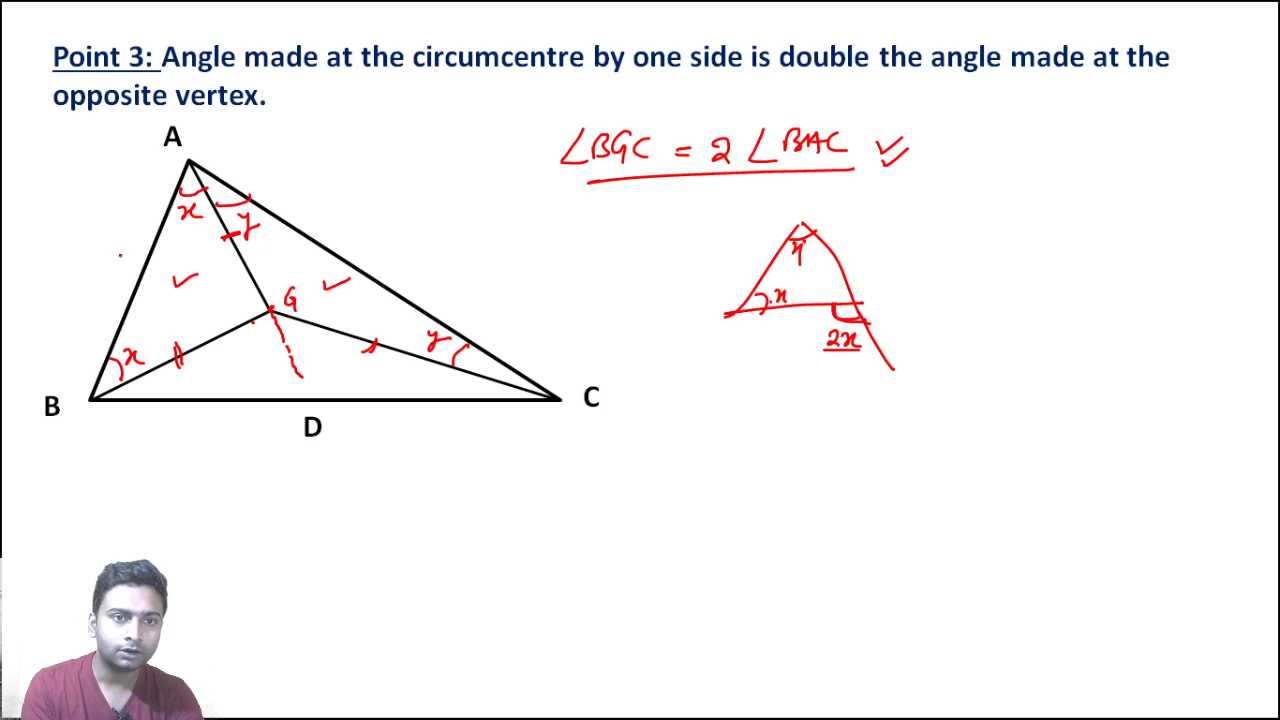 Point 3: Angle made at the circumcentre by one side is double the angle made at the
opposite vertex.
∠BGC = 2 ∠BAC
A
x
y
G
x
y
B
C
D
x
x
2x